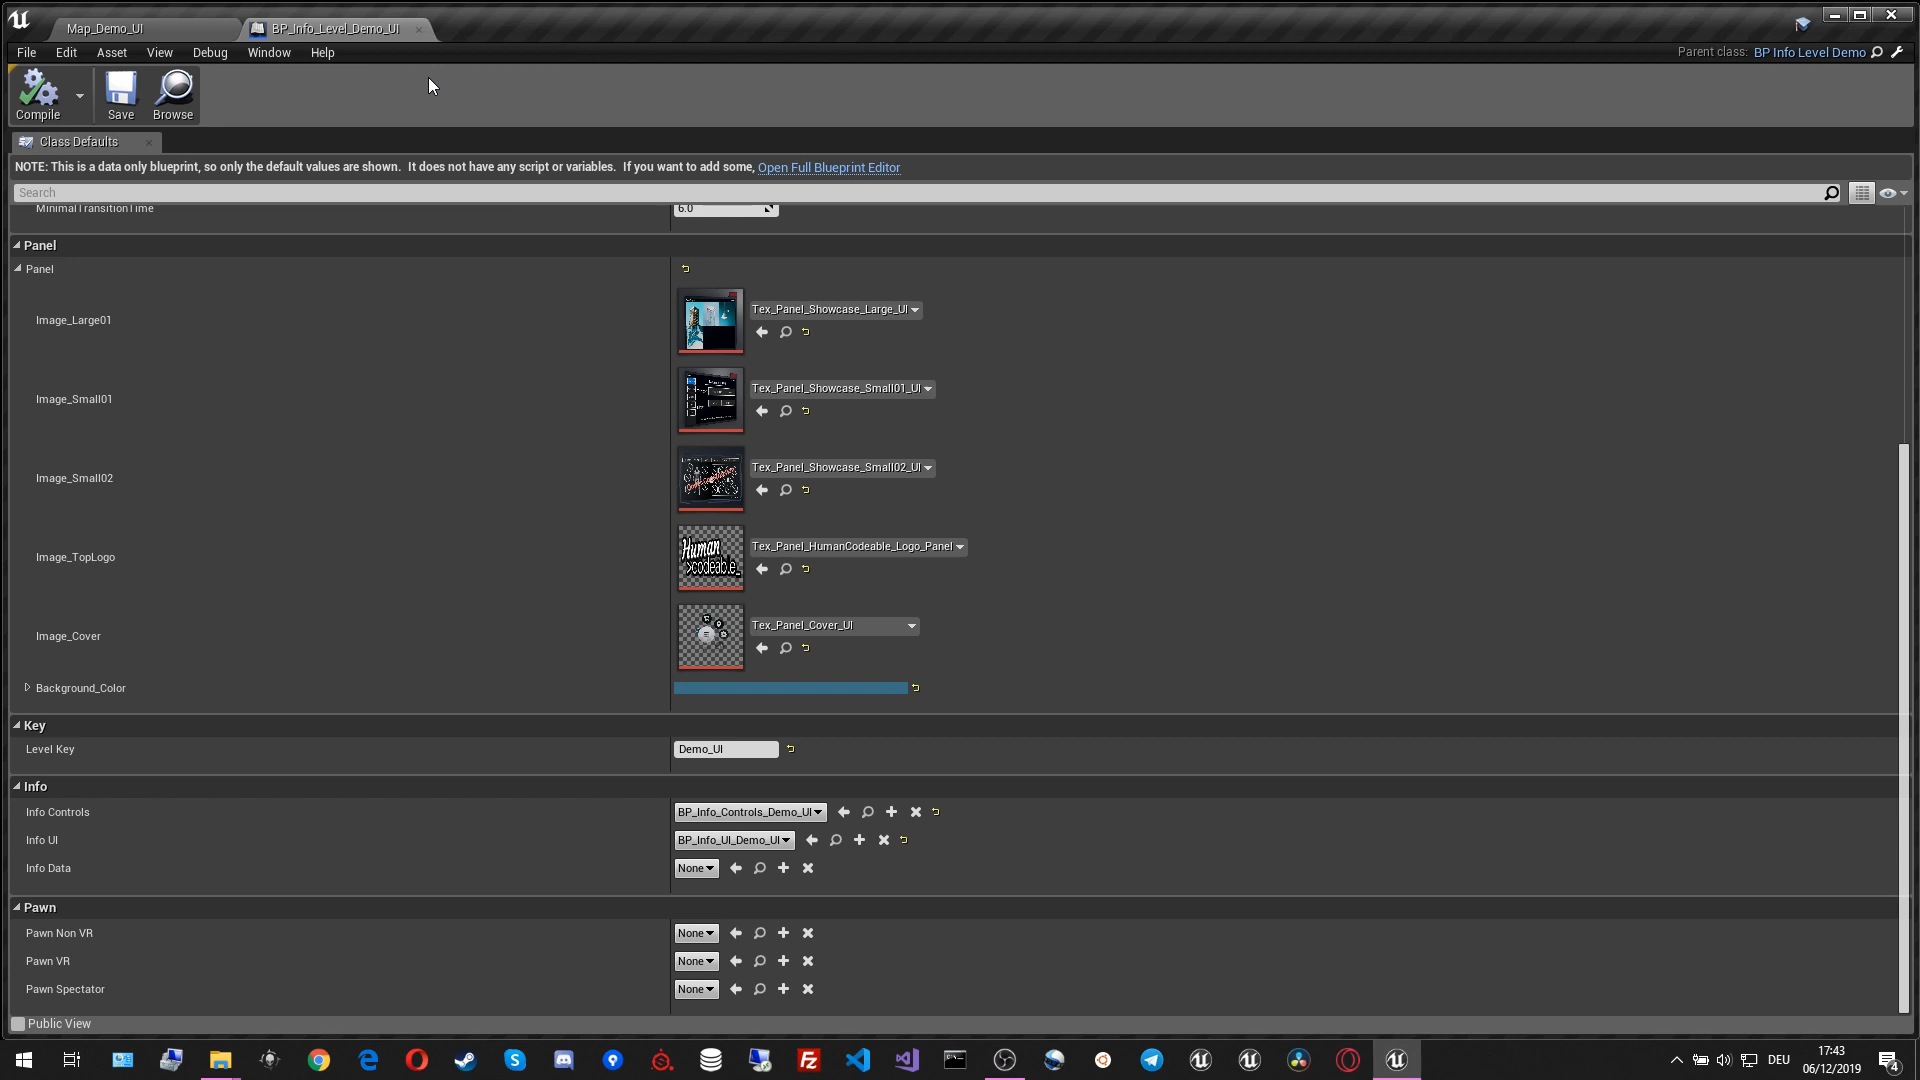 Map_Demo_UI
BP_Info_Level_Demo_UI
File Edit Asset View Debug Window Help
Parent class: BP Info Level Demo
Compile Save Browse
Class Defaults
NOTE: This is a data only blueprint, so only the default values are shown. It does not have any script or variables. If you want to add some, Open Full Blueprint Editor
Search
MinimalTransitionTime 6.0
Panel
Panel
Image_Large01 Tex_Panel_Showcase_Large_UI
Image_Small01 Tex_Panel_Showcase_Small01_UI
Image_Small02 Tex_Panel_Showcase_Small02_UI
Image_TopLogo Tex_Panel_HumanCodeable_Logo_Panel
Human
>codeable_
Image_Cover Tex_Panel_Cover_UI
Background_Color
Key
Level Key Demo_UI
Info
Info Controls BP_Info_Controls_Demo_UI
Info UI BP_Info_UI_Demo_UI
Info Data None
Pawn
Pawn Non VR None
Pawn VR None
Pawn Spectator None
Public View
DEU
17:43
06/12/2019
4